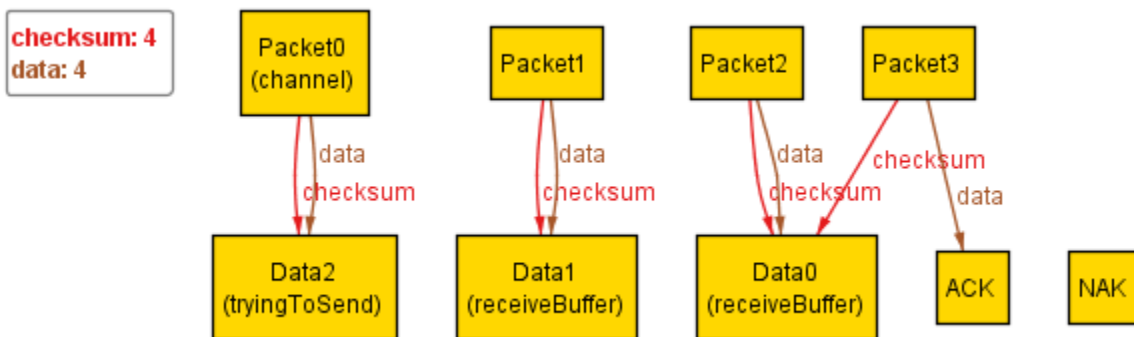 checksum: 4
data: 4
Packet0
(channel)
Packet1
Packet2
Packet3
data
checksum
data
checksum
data
checksum
checksum
data
Data2
(tryingToSend)
Data1
(receiveBuffer)
Data0
(receiveBuffer)
ACK
NAK